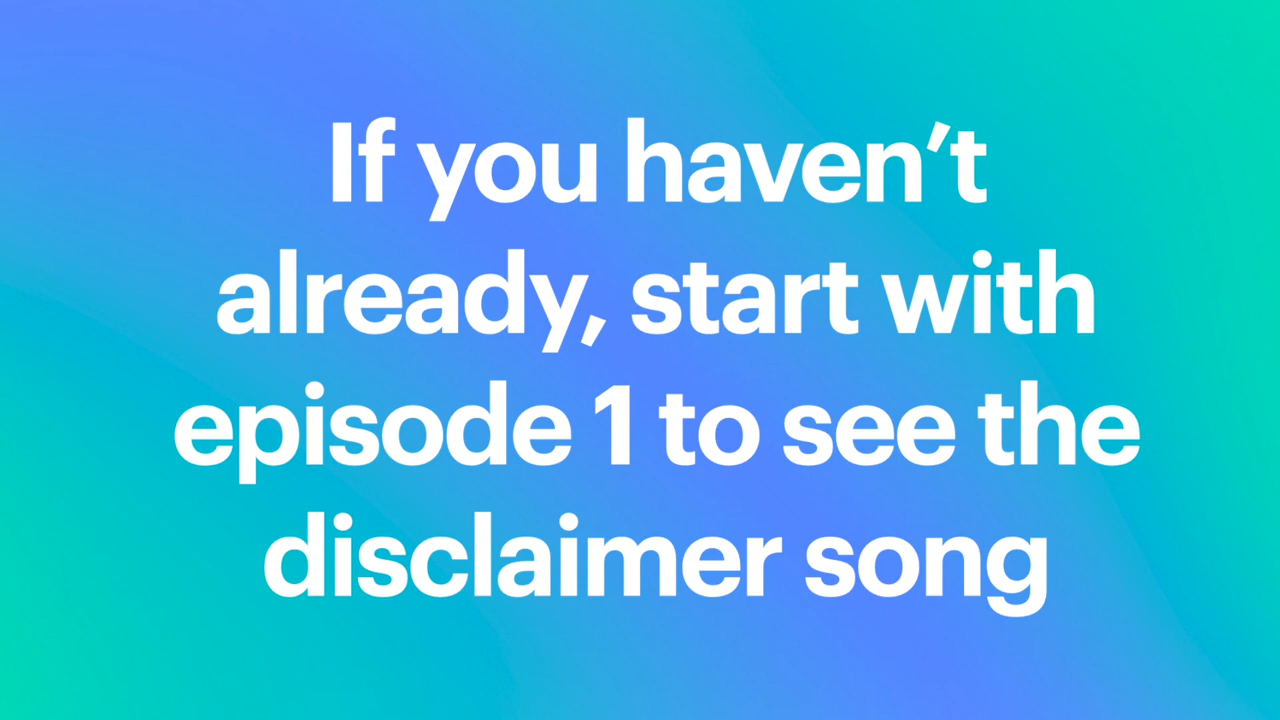 If you haven’t
already, start with
episode 1 to see the
disclaimer song